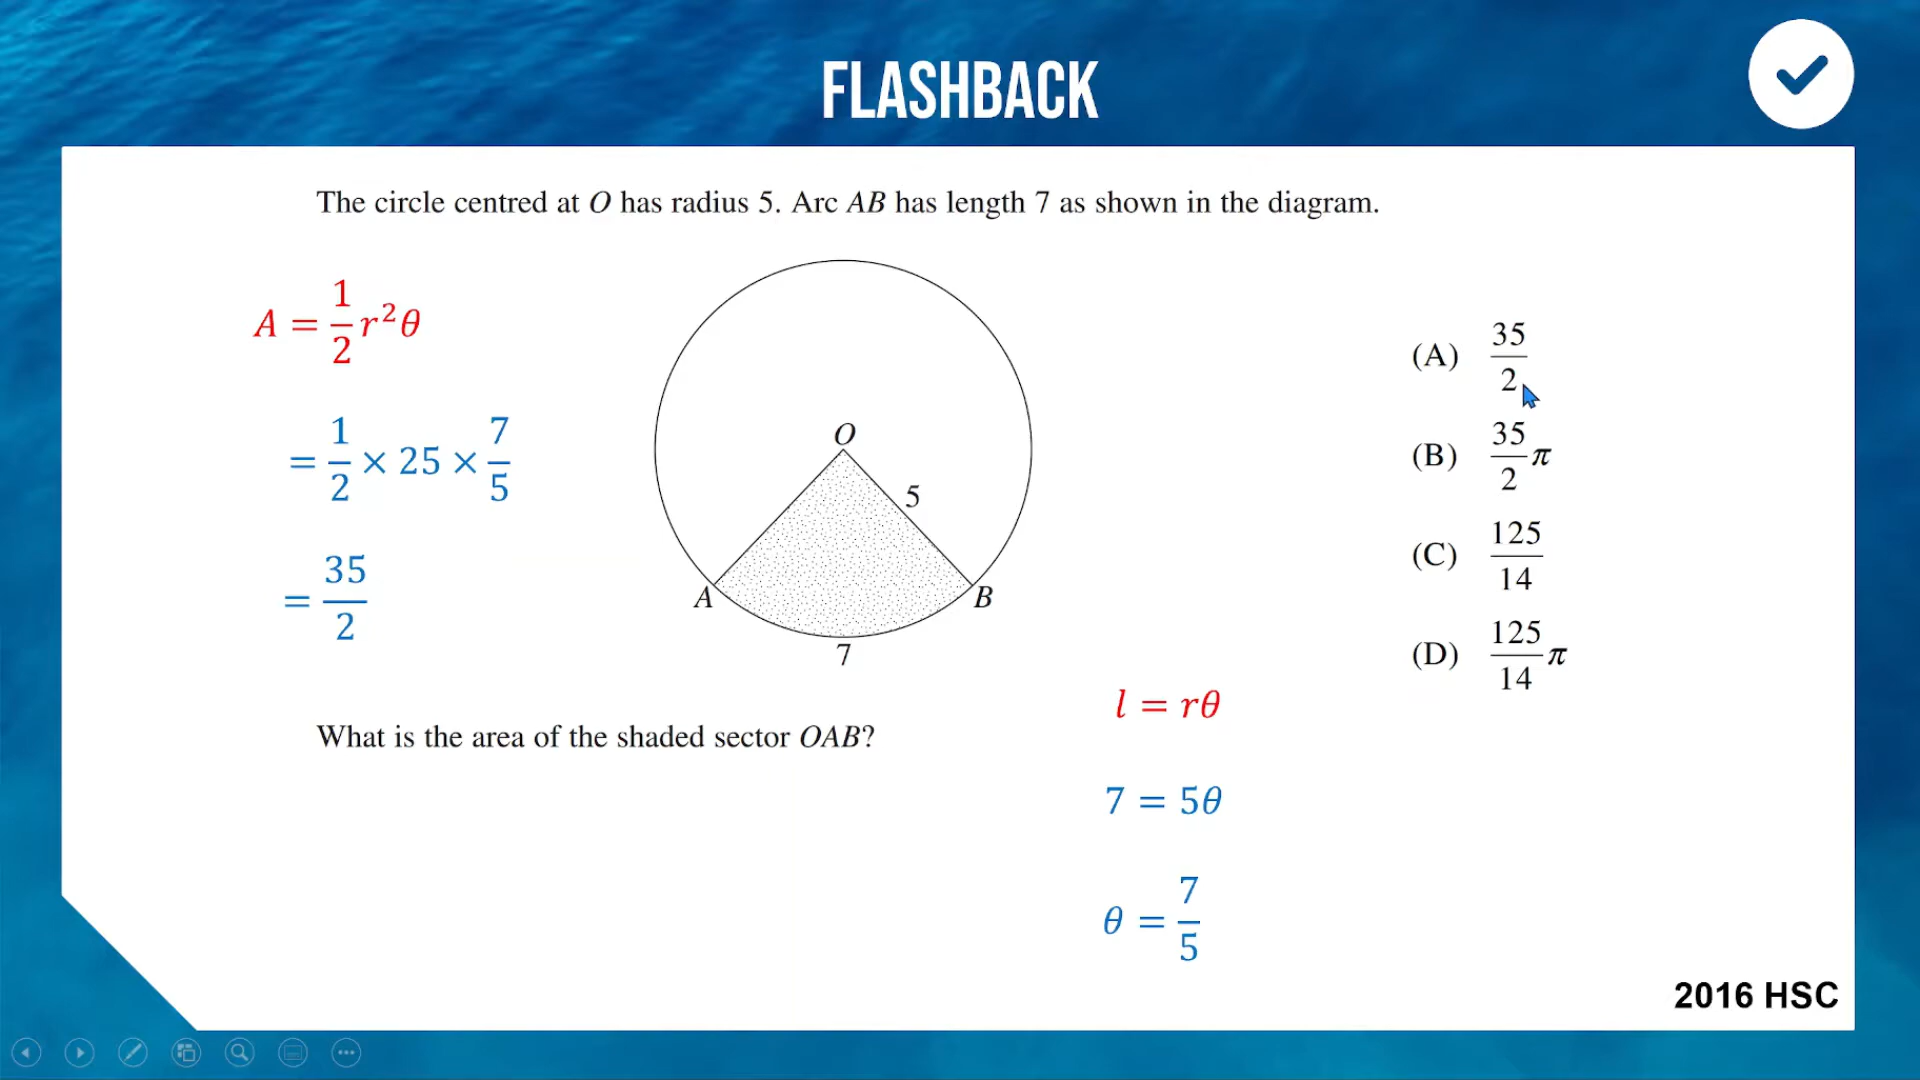 FLASHBACK
The circle centred at O has radius 5. Arc AB has length 7 as shown in the diagram.
A = 1/2 r²θ
= 1/2 × 25 × 7/5
= 35/2
O
5
A
B
7
What is the area of the shaded sector OAB?
l = rθ
7 = 5θ
θ = 7/5
(A) 35/2
(B) 35/2 π
(C) 125/14
(D) 125/14 π
2016 HSC